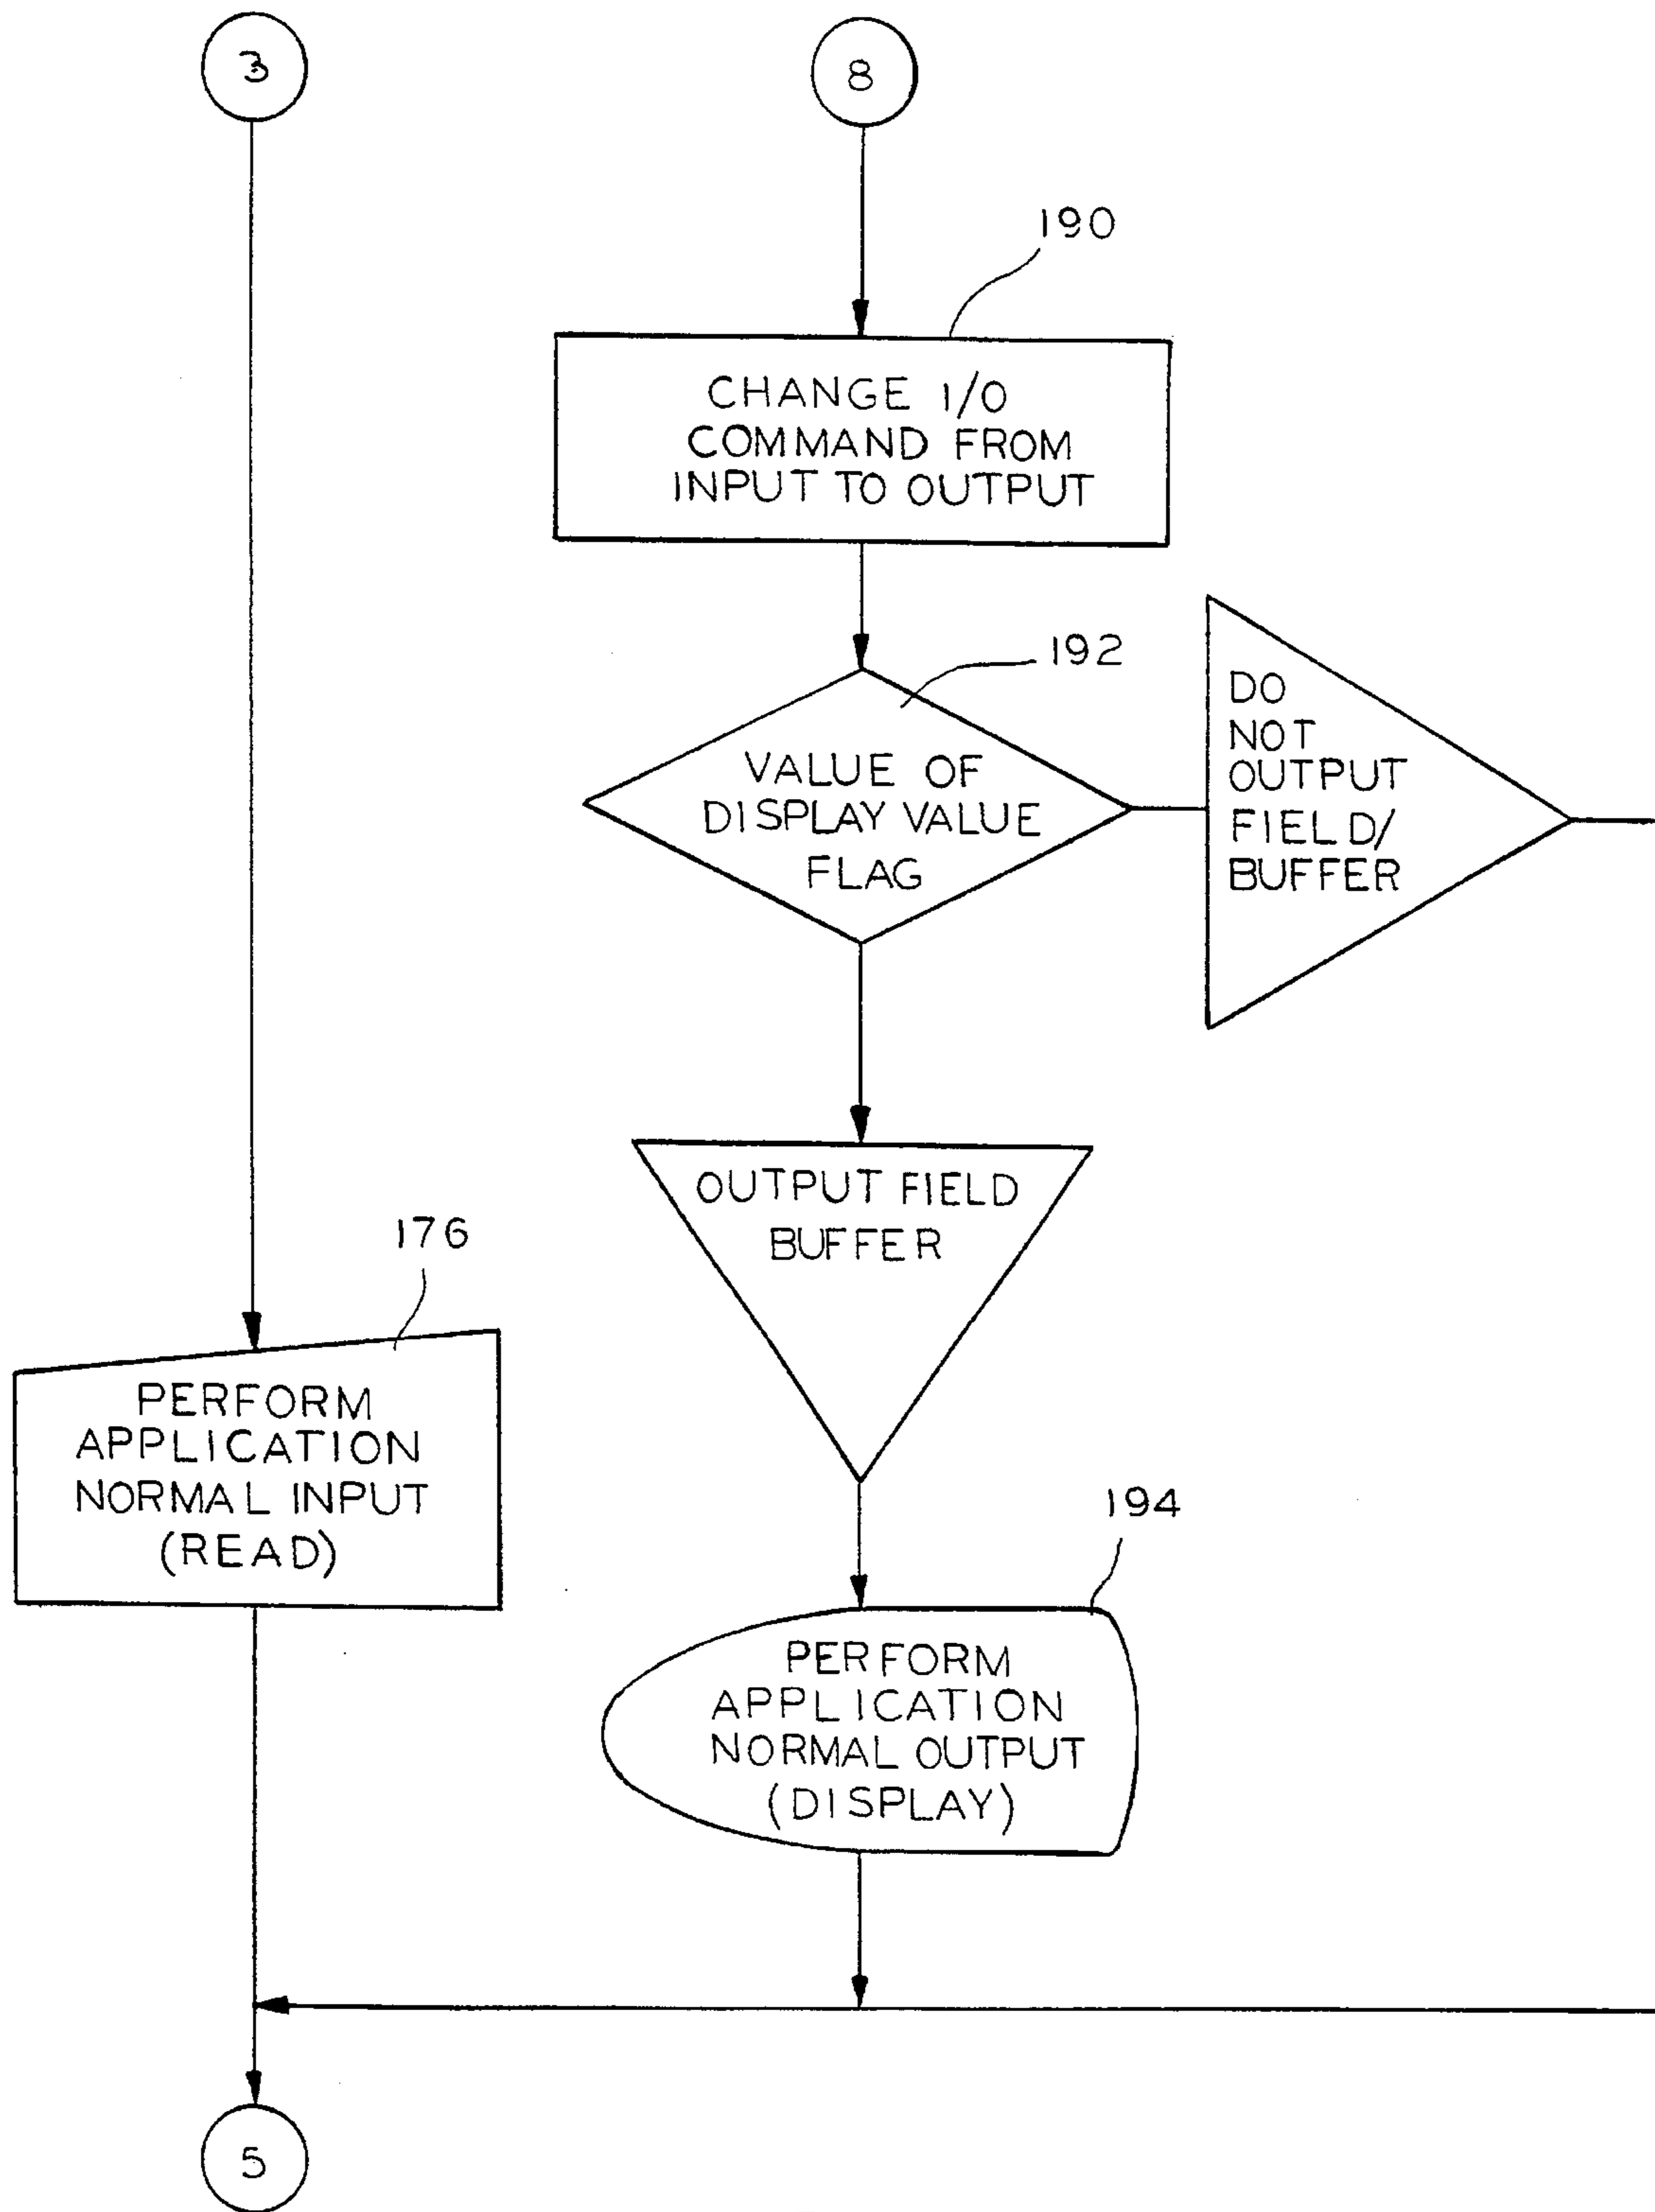 3
8
190
CHANGE I/O
COMMAND FROM
INPUT TO OUTPUT
192
VALUE OF
DISPLAY VALUE
FLAG
DO
NOT
OUTPUT
FIELD/
BUFFER
OUTPUT FIELD
BUFFER
176
PERFORM
APPLICATION
NORMAL INPUT
(READ)
194
PERFORM
APPLICATION
NORMAL OUTPUT
(DISPLAY)
5